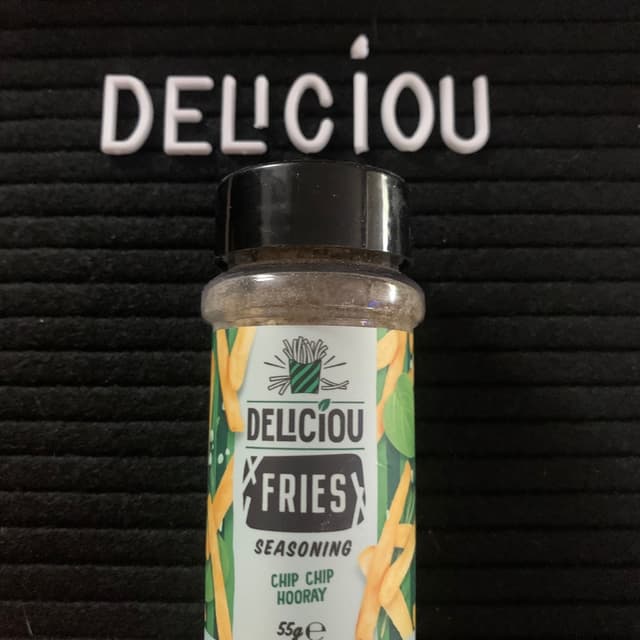 DELICIOU
DELICIOU
FRIES
SEASONING
CHIP CHIP
HOORAY
55g ℮